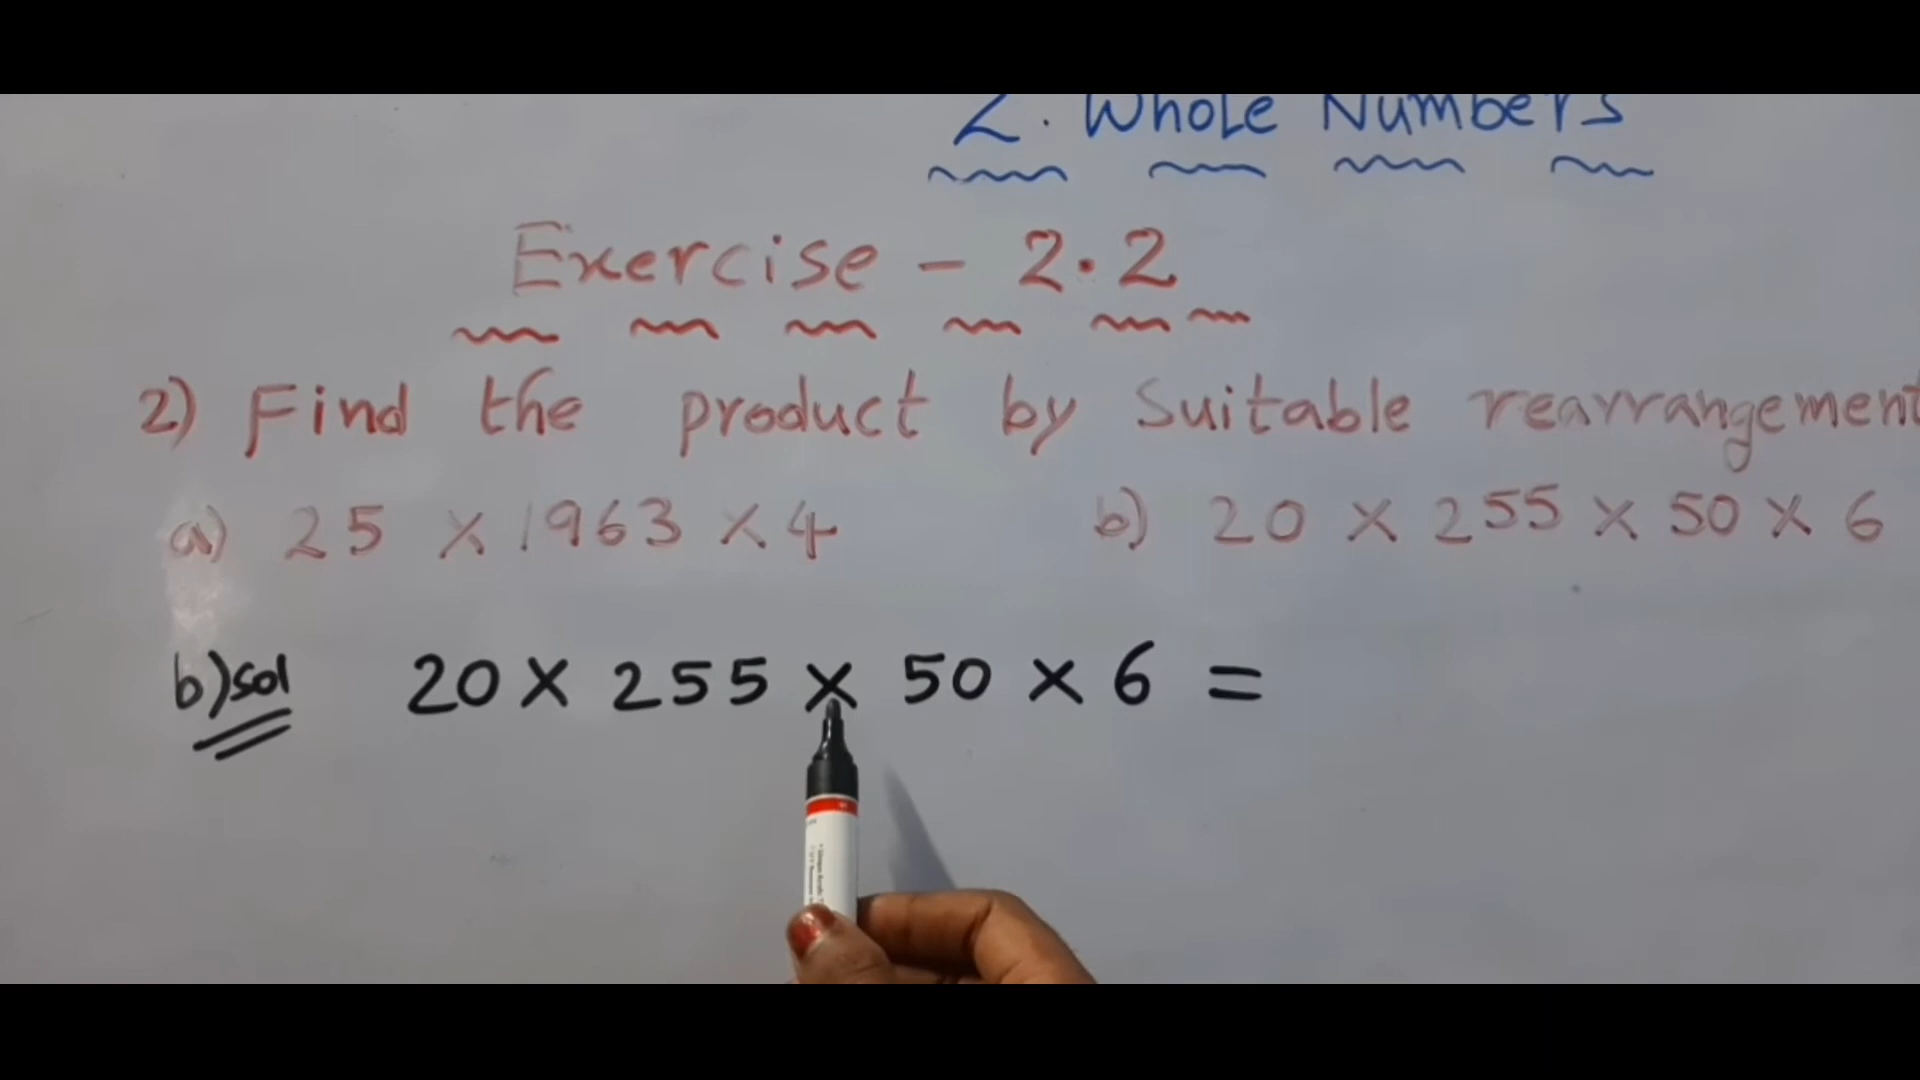 2. Whole Numbers
Exercise - 2.2
2) Find the product by Suitable rearrangement
a) 25 × 1963 × 4 b) 20 × 255 × 50 × 6
b) sol 20 × 255 × 50 × 6 =